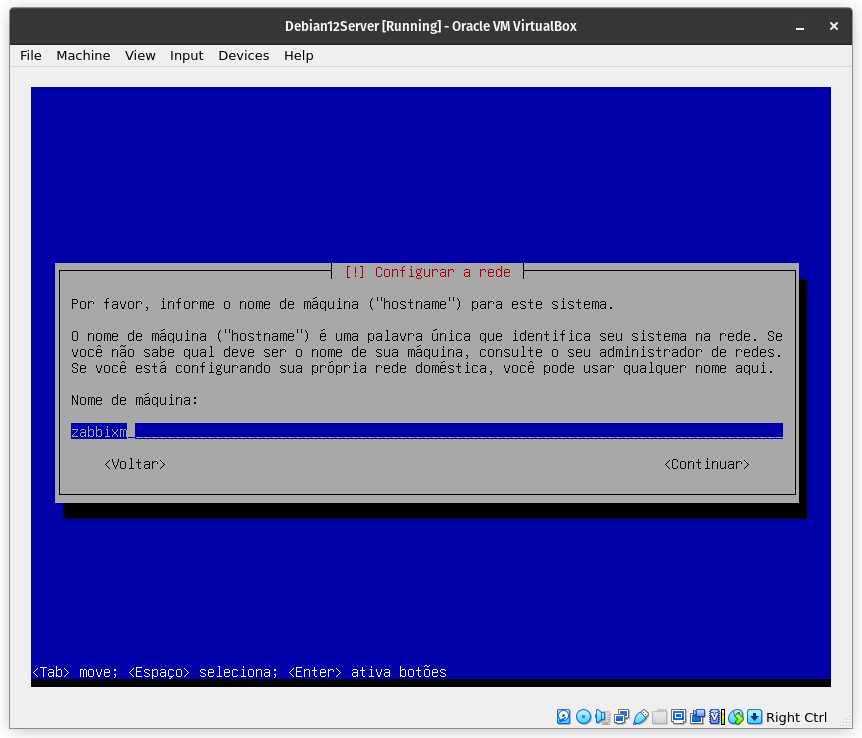 Debian12Server [Running] - Oracle VM VirtualBox
File Machine View Input Devices Help
[!] Configurar a rede
Por favor, informe o nome de máquina ("hostname") para este sistema.
O nome de máquina ("hostname") é uma palavra única que identifica seu sistema na rede. Se
você não sabe qual deve ser o nome de sua máquina, consulte o seu administrador de redes.
Se você está configurando sua própria rede doméstica, você pode usar qualquer nome aqui.
Nome de máquina:
zabbixm
<Voltar> <Continuar>
<Tab> move; <Espaço> seleciona; <Enter> ativa botões
Right Ctrl